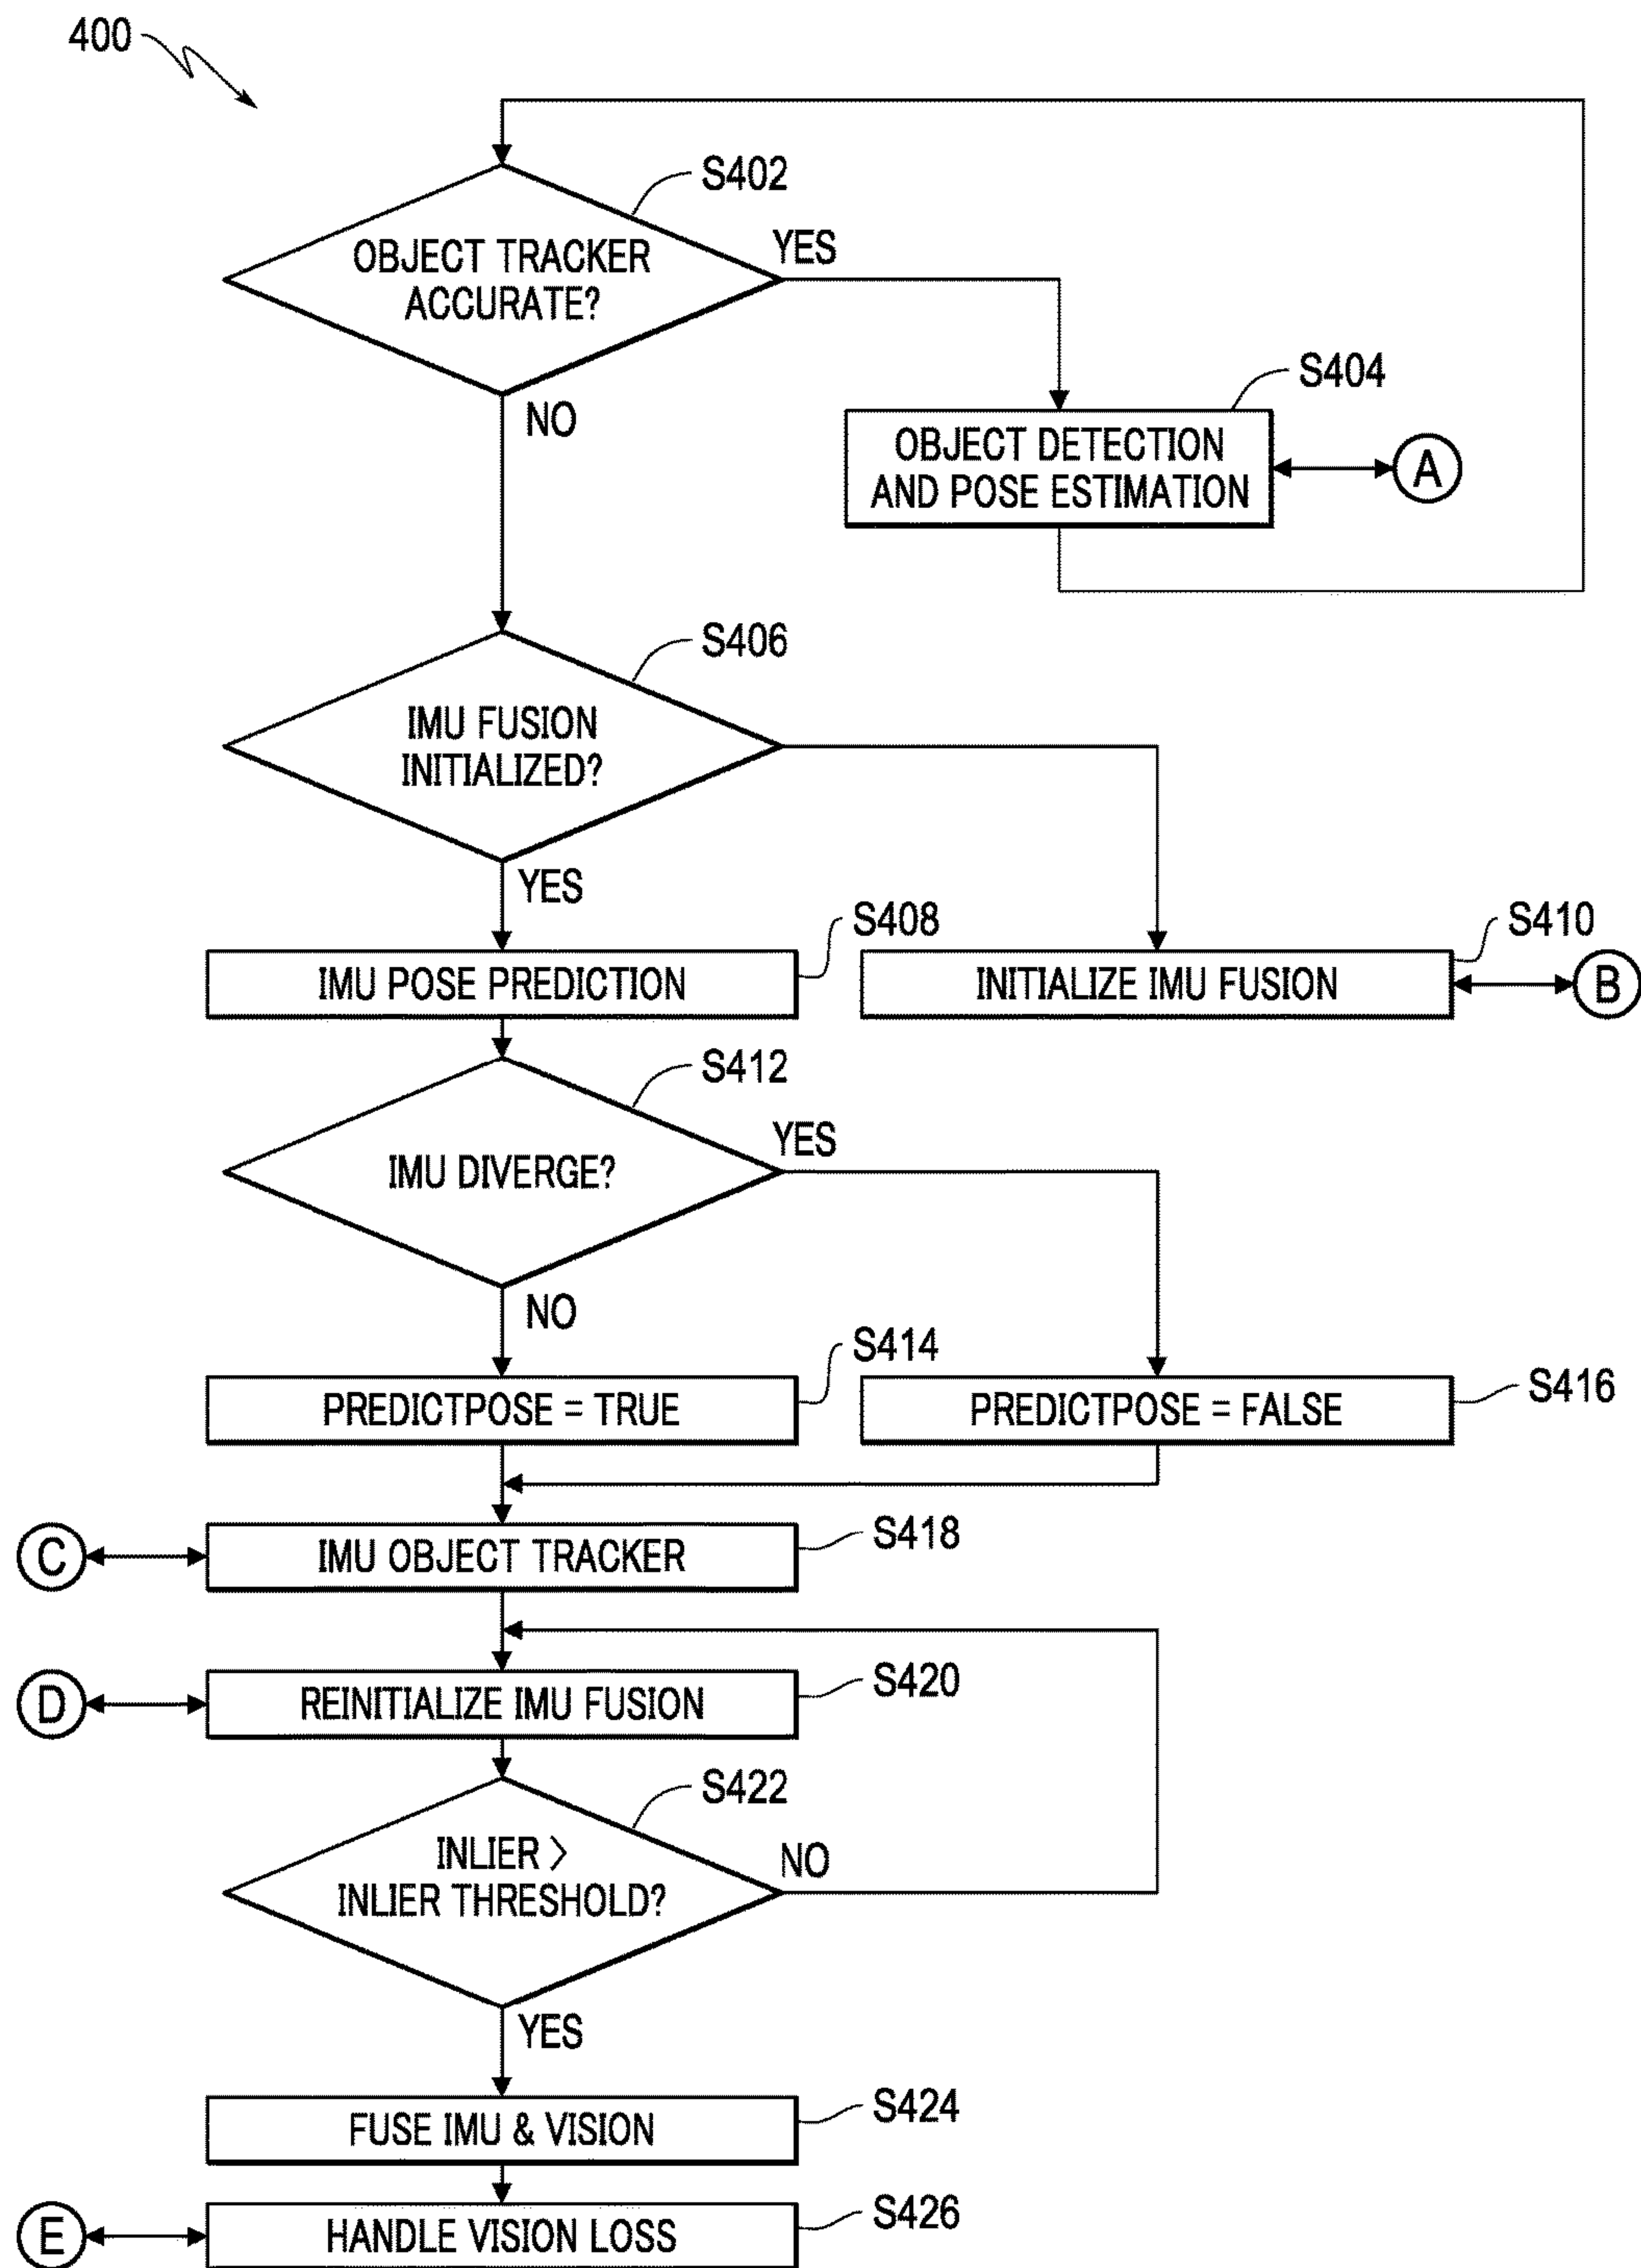 400
S402
OBJECT TRACKER
ACCURATE?
YES
NO
S404
OBJECT DETECTION
AND POSE ESTIMATION
A
S406
IMU FUSION
INITIALIZED?
YES
S408
IMU POSE PREDICTION
S410
INITIALIZE IMU FUSION
B
S412
IMU DIVERGE?
YES
NO
S414
PREDICTPOSE = TRUE
S416
PREDICTPOSE = FALSE
S418
C
IMU OBJECT TRACKER
S420
D
REINITIALIZE IMU FUSION
S422
INLIER >
INLIER THRESHOLD?
NO
YES
S424
FUSE IMU & VISION
S426
E
HANDLE VISION LOSS